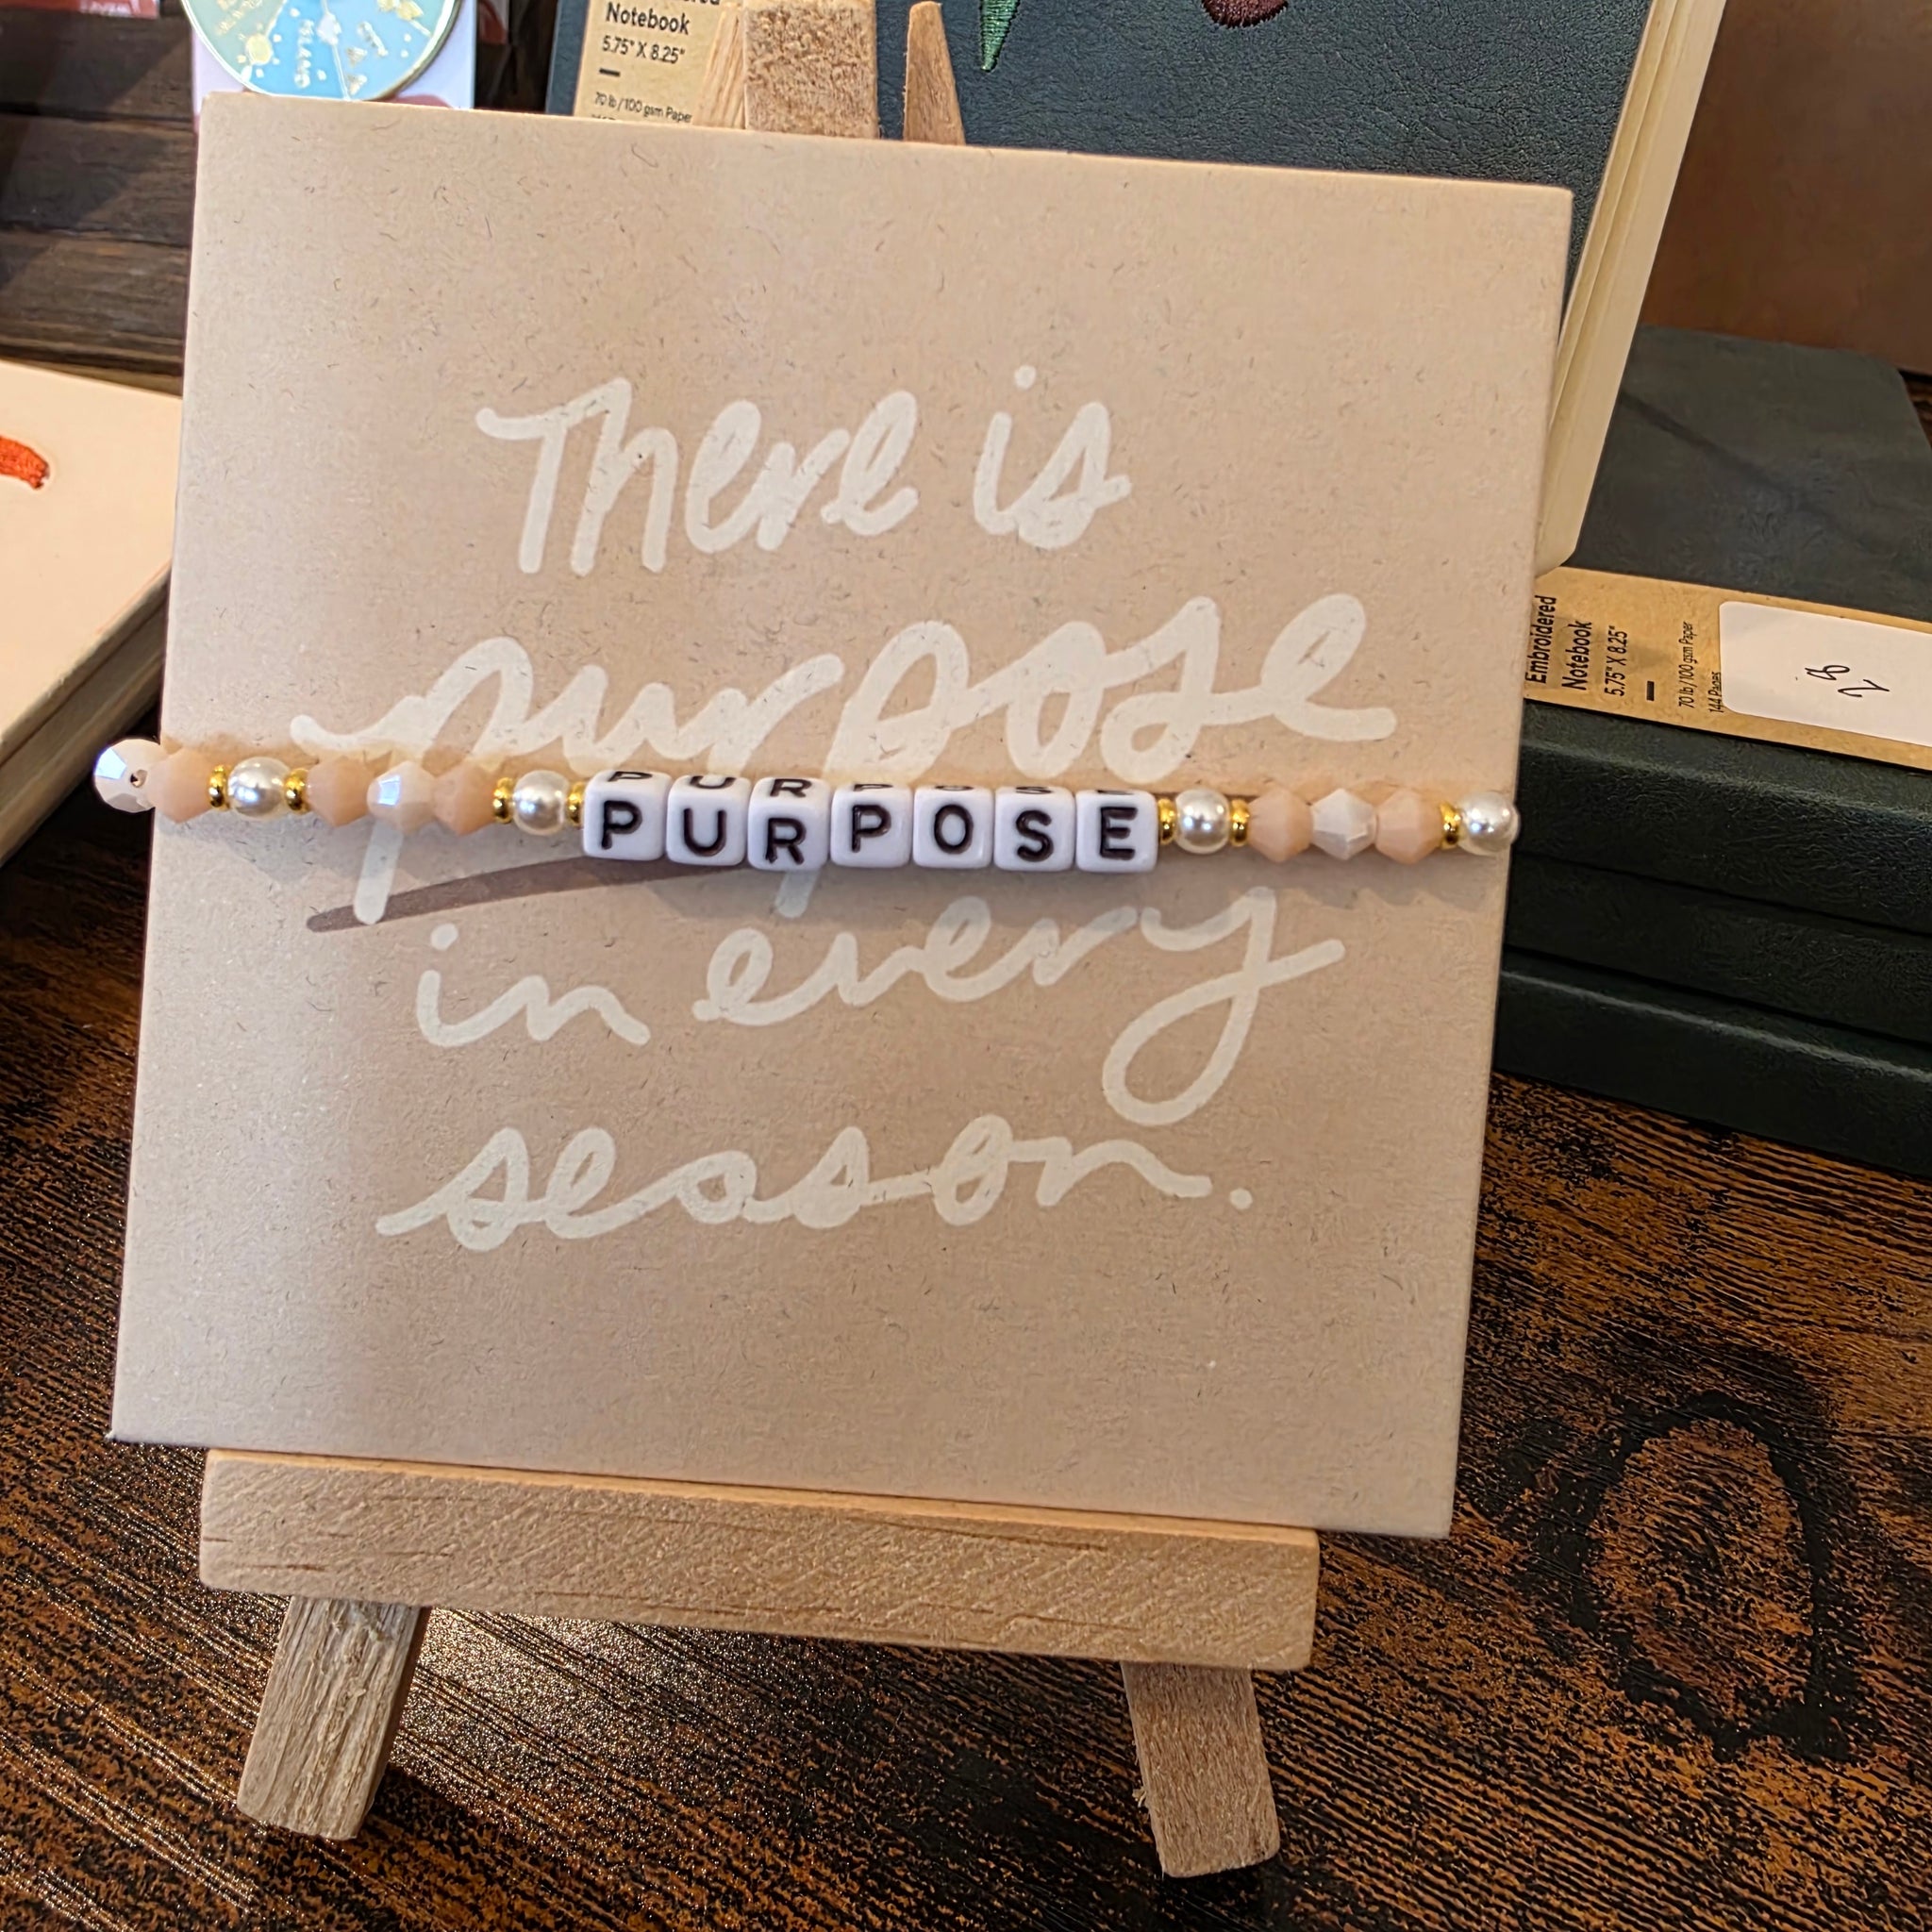 Notebook
5.75" X 8.25"
70 lb / 100 gsm Paper
There is
purpose
PURPOSE
in every
season.
Embroidered
Notebook
5.75" X 8.25"
70 lb / 100 gsm Paper
144 Pages
28